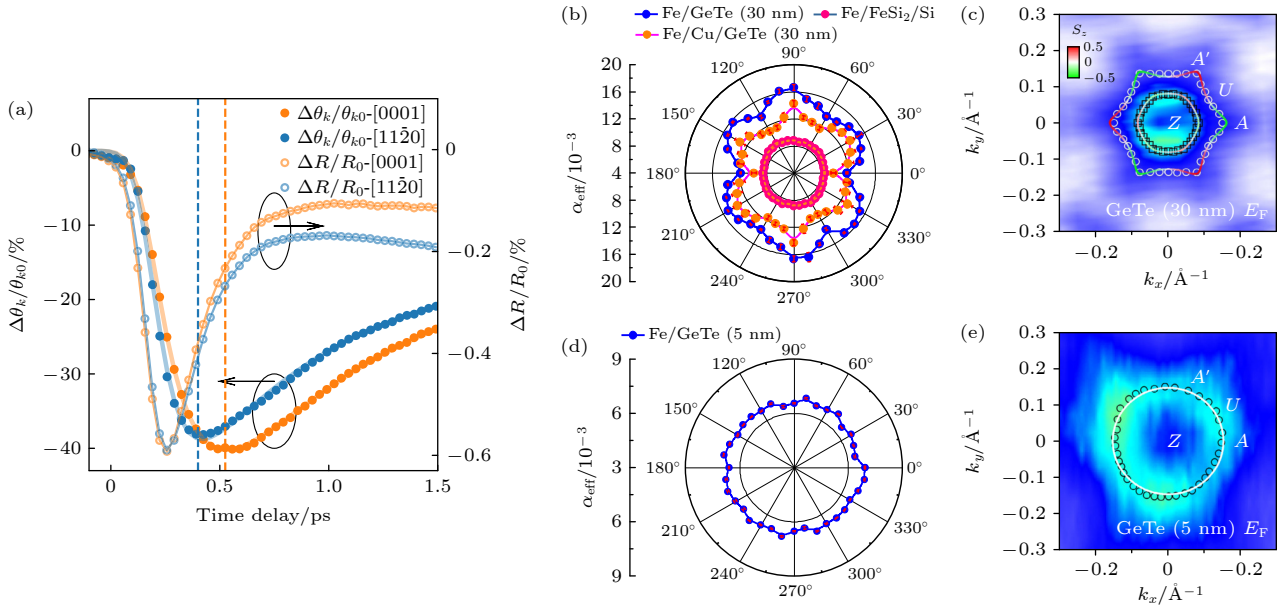 (a)
Δθk/θk0-[0001]
Δθk/θk0-[112̄0]
ΔR/R0-[0001]
ΔR/R0-[112̄0]
Δθk/θk0/%
0
−10
−20
−30
−40
ΔR/R0/%
0
−0.2
−0.4
−0.6
0
0.5
1.0
1.5
Time delay/ps
(b)
Fe/GeTe (30 nm)
Fe/FeSi2/Si
Fe/Cu/GeTe (30 nm)
αeff/10−3
20
16
12
8
4
8
12
16
20
90°
120°
60°
150°
30°
180°
0°
210°
330°
240°
300°
270°
(c)
0.3
0.2
0.1
0
−0.1
−0.2
−0.3
ky/Å−1
Sz
0.5
−0.5
A′
U
Z
A
GeTe (30 nm) EF
−0.2
0
−0.2
kx/Å−1
(d)
Fe/GeTe (5 nm)
αeff/10−3
9
6
3
6
9
90°
120°
60°
150°
30°
180°
0°
210°
330°
240°
300°
270°
(e)
0.3
0.2
0.1
0
−0.1
−0.2
−0.3
ky/Å−1
A′
U
Z
A
GeTe (5 nm) EF
−0.2
0
−0.2
kx/Å−1